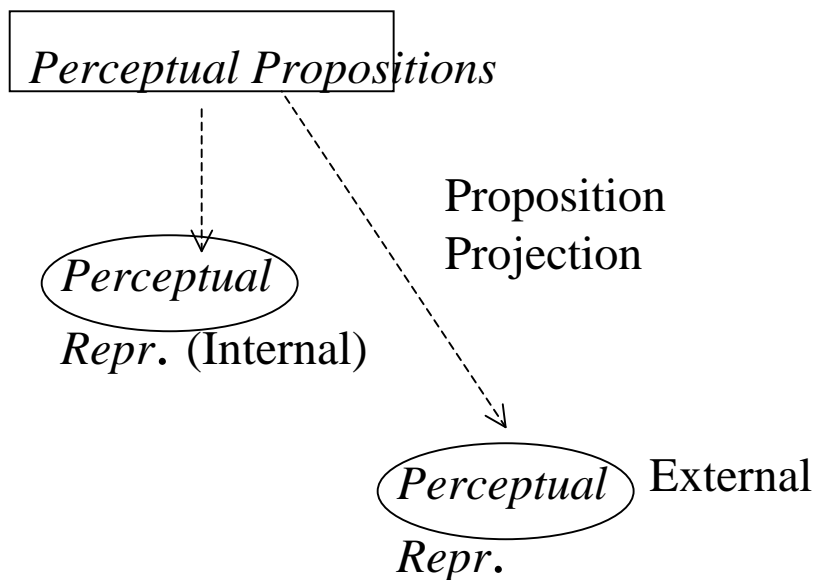 Perceptual Propositions
Proposition
Projection
Perceptual
Repr. (Internal)
Perceptual
Repr.
External